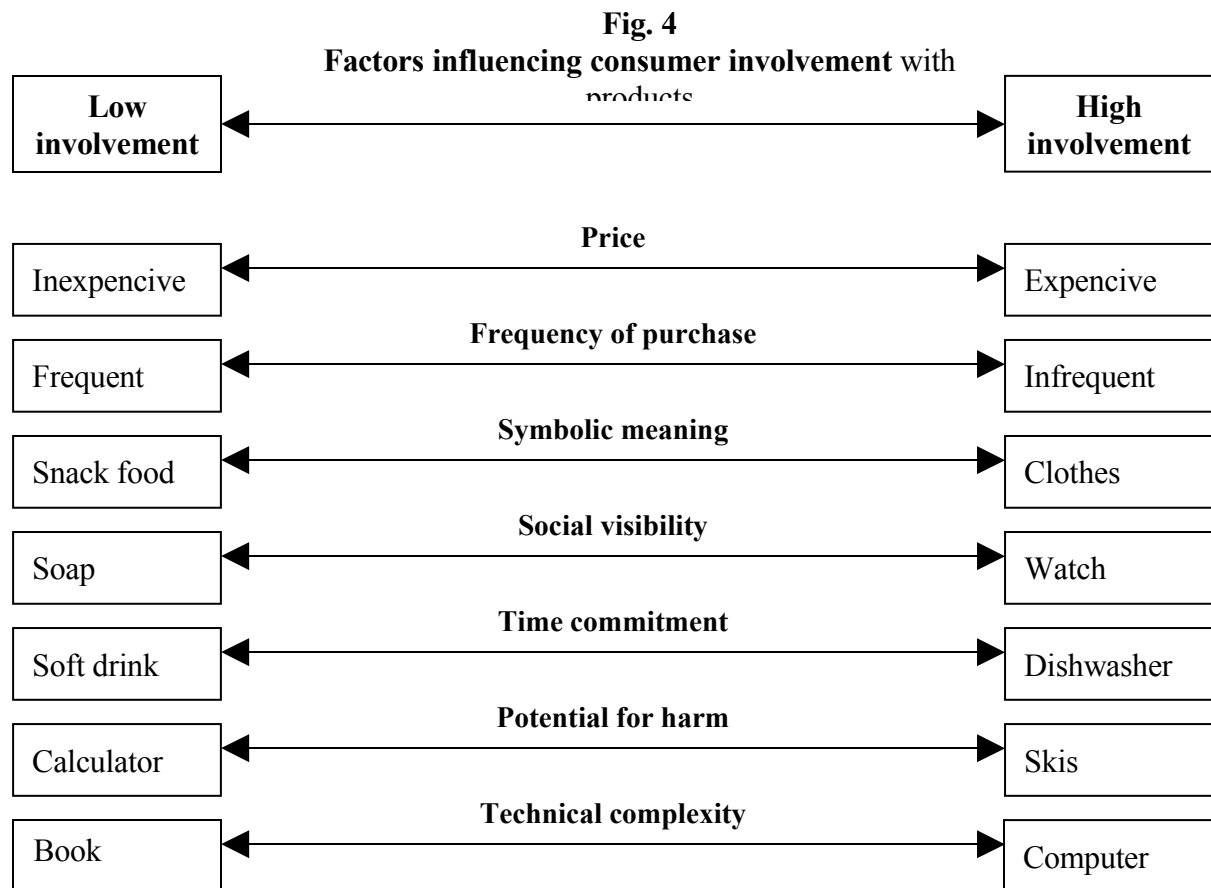 Fig. 4
Factors influencing consumer involvement with
products
Low
involvement
High
involvement
Price
Inexpencive
Expencive
Frequency of purchase
Frequent
Infrequent
Symbolic meaning
Snack food
Clothes
Social visibility
Soap
Watch
Time commitment
Soft drink
Dishwasher
Potential for harm
Calculator
Skis
Technical complexity
Book
Computer